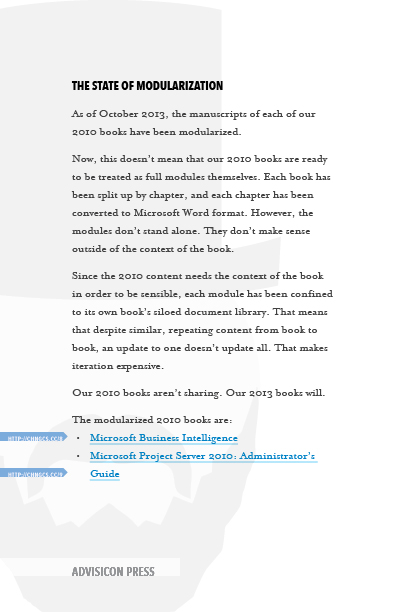 THE STATE OF MODULARIZATION
As of October 2013, the manuscripts of each of our
2010 books have been modularized.
Now, this doesn't mean that our 2010 books are ready
to be treated as full modules themselves. Each book has
been split up by chapter, and each chapter has been
converted to Microsoft Word format. However, the
modules don't stand alone. They don't make sense
outside of the context of the book.
Since the 2010 content needs the context of the book
in order to be sensible, each module has been confined
to its own book's siloed document library. That means
that despite similar, repeating content from book to
book, an update to one doesn't update all. That makes
iteration expensive.
Our 2010 books aren't sharing. Our 2013 books will.
The modularized 2010 books are:
• Microsoft Business Intelligence
• Microsoft Project Server 2010: Administrator's
Guide
ADVISICON PRESS